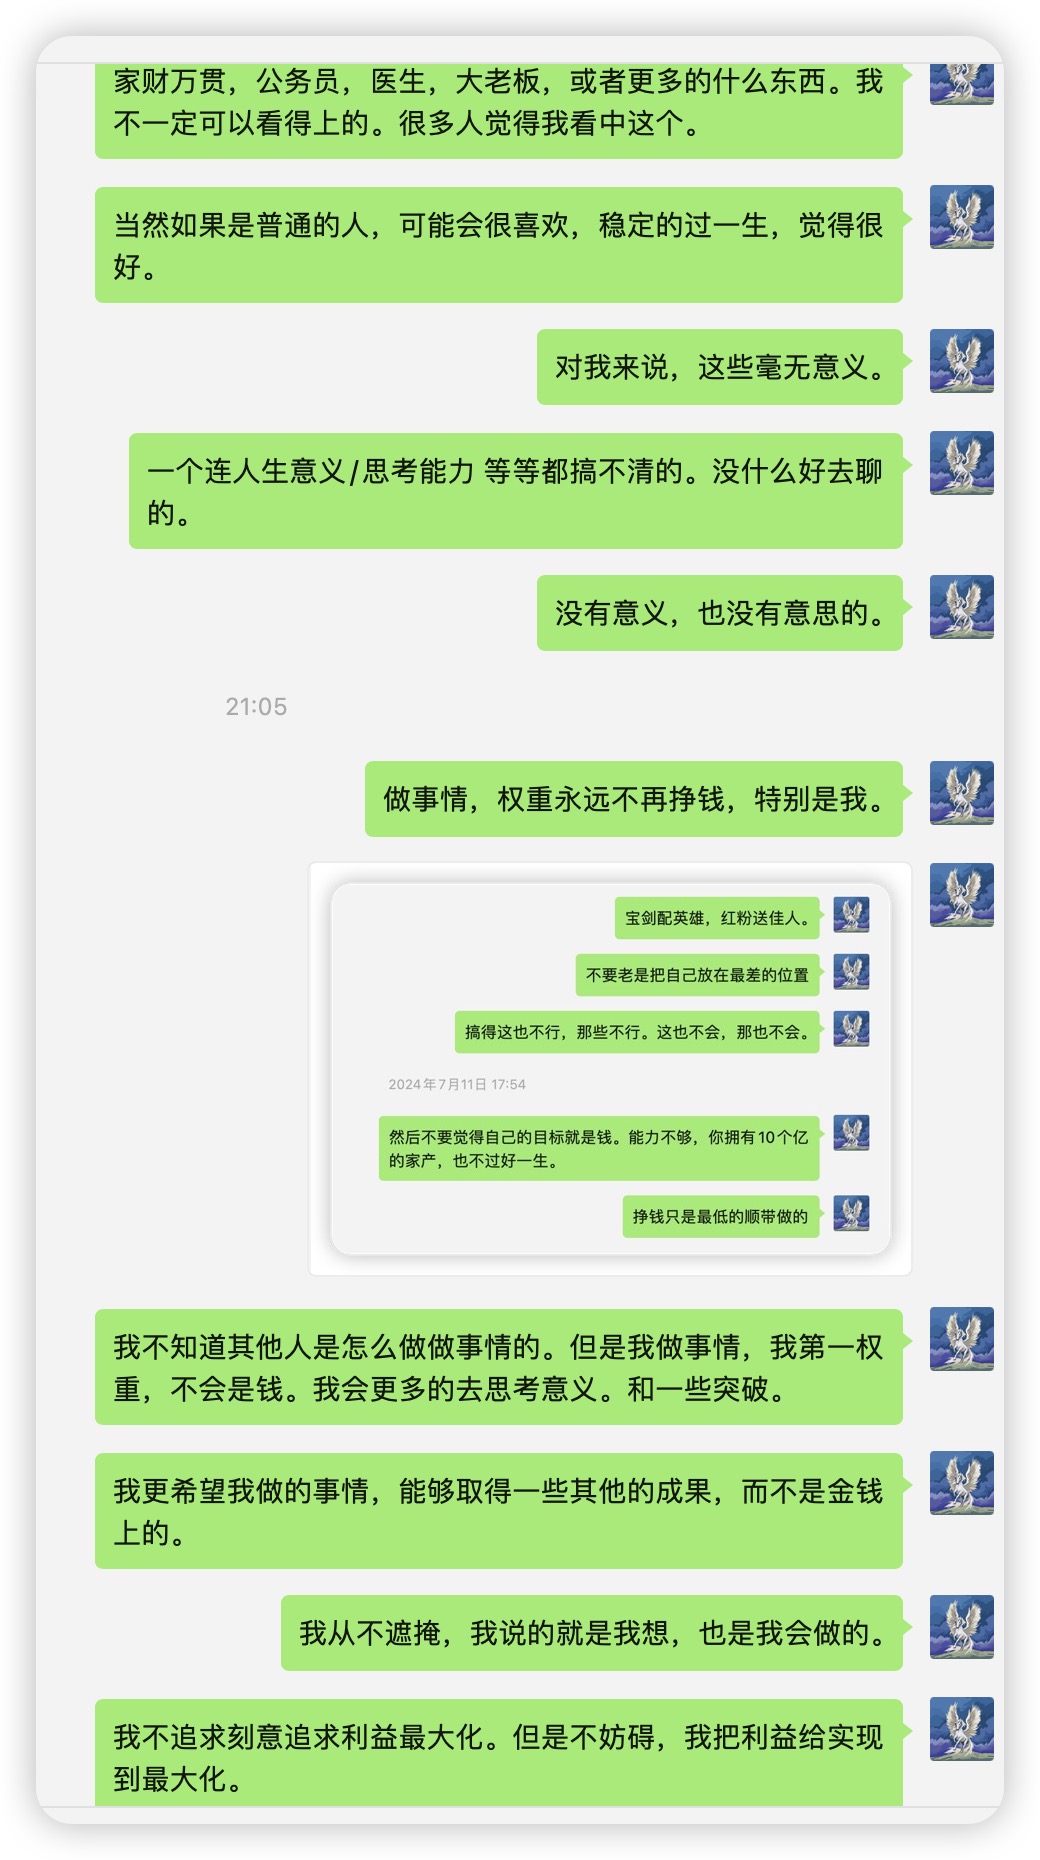 家财万贯，公务员，医生，大老板，或者更多的什么东西。我
不一定可以看得上的。很多人觉得我看中这个。
当然如果是普通的人，可能会很喜欢，稳定的过一生，觉得很
好。
对我来说，这些毫无意义。
一个连人生意义/思考能力 等等都搞不清的。没什么好去聊
的。
没有意义，也没有意思的。
21:05
做事情，权重永远不再挣钱，特别是我。
宝剑配英雄，红粉送佳人。
不要老是把自己放在最差的位置
搞得这也不行，那些不行。这也不会，那也不会。
2024年7月11日 17:54
然后不要觉得自己的目标就是钱。能力不够，你拥有10个亿
的家产，也不过好一生。
挣钱只是最低的顺带做的
我不知道其他人是怎么做做事情的。但是我做事情，我第一权
重，不会是钱。我会更多的去思考意义。和一些突破。
我更希望我做的事情，能够取得一些其他的成果，而不是金钱
上的。
我从不遮掩，我说的就是我想，也是我会做的。
我不追求刻意追求利益最大化。但是不妨碍，我把利益给实现
到最大化。